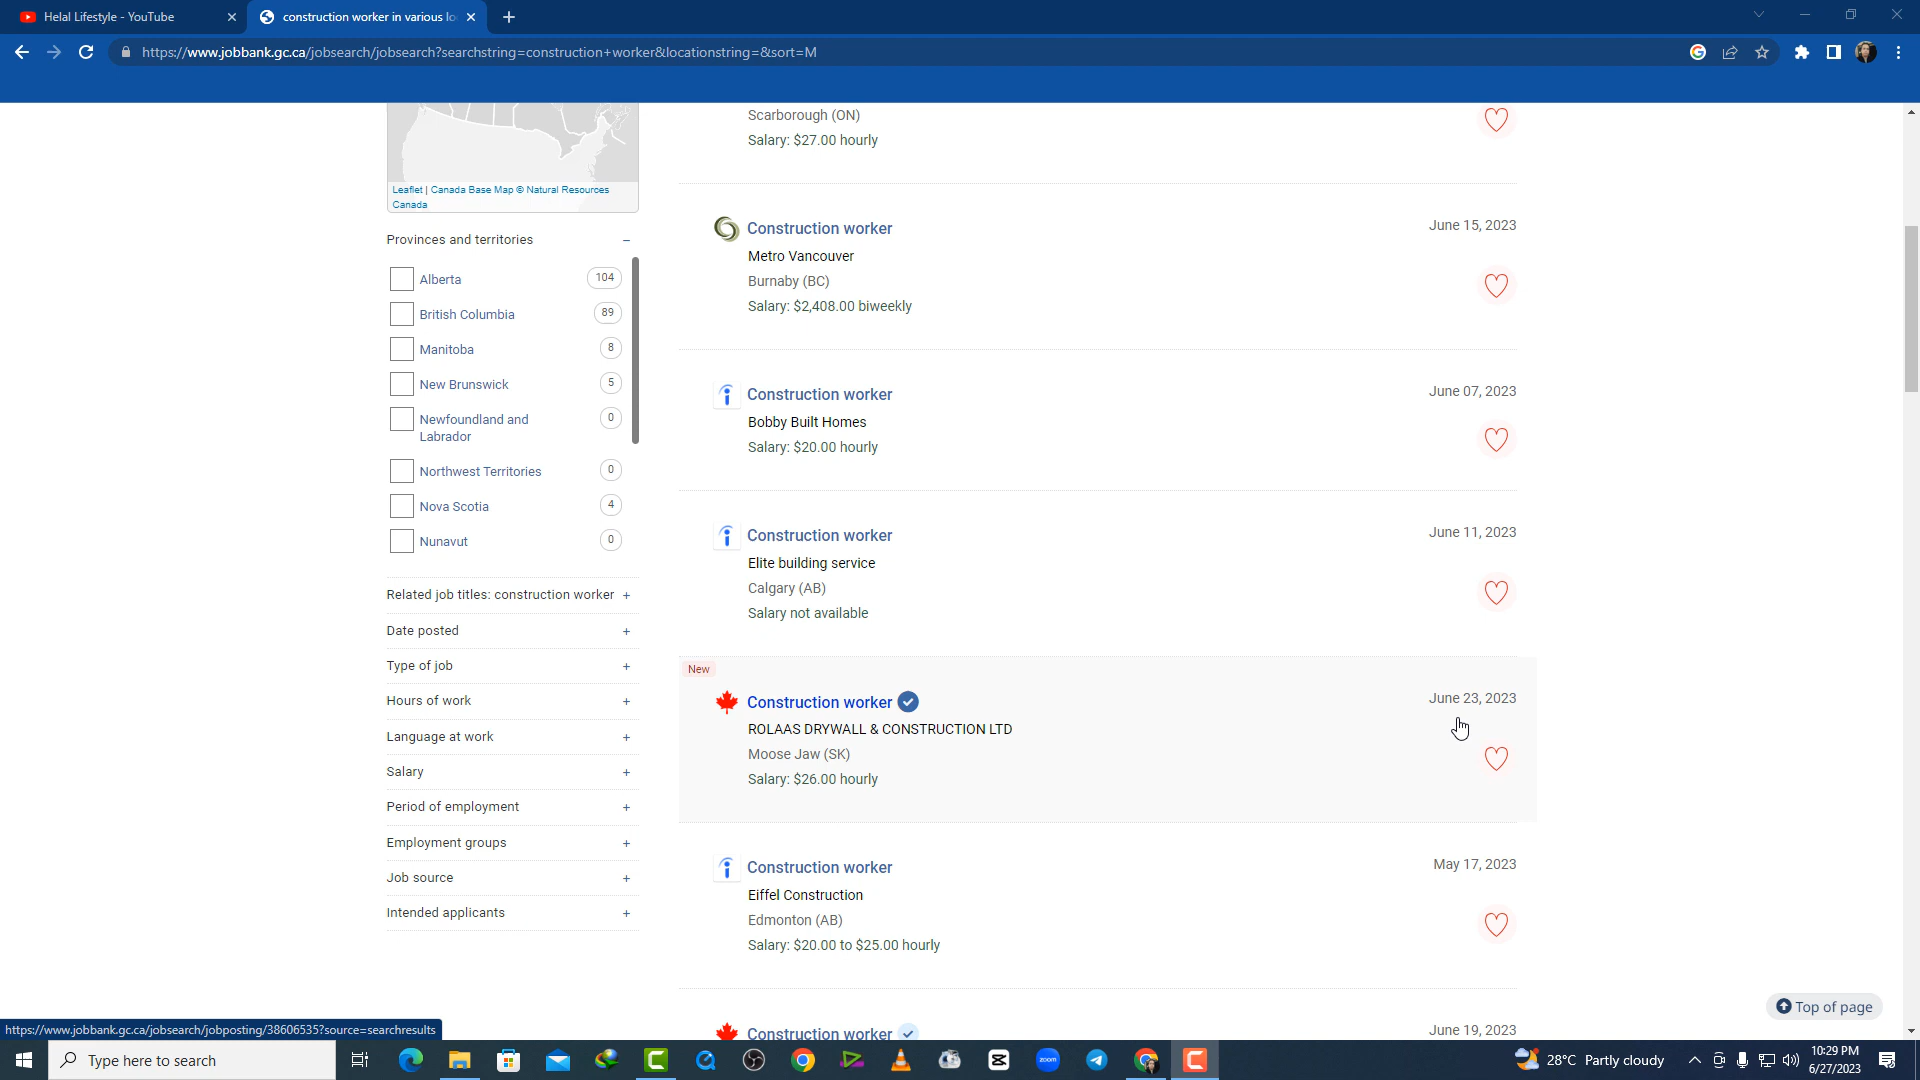 Helal Lifestyle - YouTube
construction worker in various lo
https://www.jobbank.gc.ca/jobsearch/jobsearch?searchstring=construction+worker&locationstring=&sort=M
Leaflet | Canada Base Map © Natural Resources
Canada
Provinces and territories
Alberta 104
British Columbia 89
Manitoba 8
New Brunswick 5
Newfoundland and 0
Labrador
Northwest Territories 0
Nova Scotia 4
Nunavut 0
Related job titles: construction worker +
Date posted +
Type of job +
Hours of work +
Language at work +
Salary +
Period of employment +
Employment groups +
Job source +
Intended applicants +
Scarborough (ON)
Salary: $27.00 hourly
Construction worker June 15, 2023
Metro Vancouver
Burnaby (BC)
Salary: $2,408.00 biweekly
Construction worker June 07, 2023
Bobby Built Homes
Salary: $20.00 hourly
Construction worker June 11, 2023
Elite building service
Calgary (AB)
Salary not available
New
Construction worker June 23, 2023
ROLAAS DRYWALL & CONSTRUCTION LTD
Moose Jaw (SK)
Salary: $26.00 hourly
Construction worker May 17, 2023
Eiffel Construction
Edmonton (AB)
Salary: $20.00 to $25.00 hourly
Construction worker June 19, 2023
Top of page
https://www.jobbank.gc.ca/jobsearch/jobposting/38606535?source=searchresults
Type here to search
zoom
28°C Partly cloudy
10:29 PM
6/27/2023